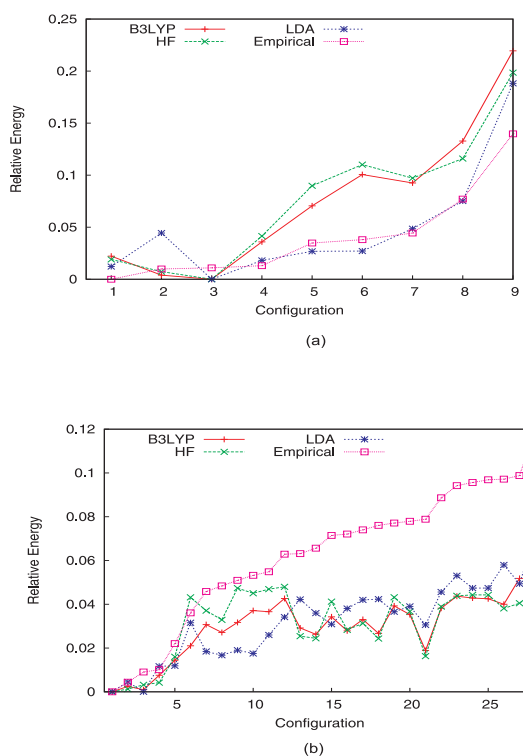 B3LYP
HF
LDA
Empirical
0.25
0.2
0.15
0.1
0.05
0
Relative Energy
1 2 3 4 5 6 7 8 9
Configuration
(a)
B3LYP
HF
LDA
Empirical
0.12
0.1
0.08
0.06
0.04
0.02
0
Relative Energy
5 10 15 20 25
Configuration
(b)